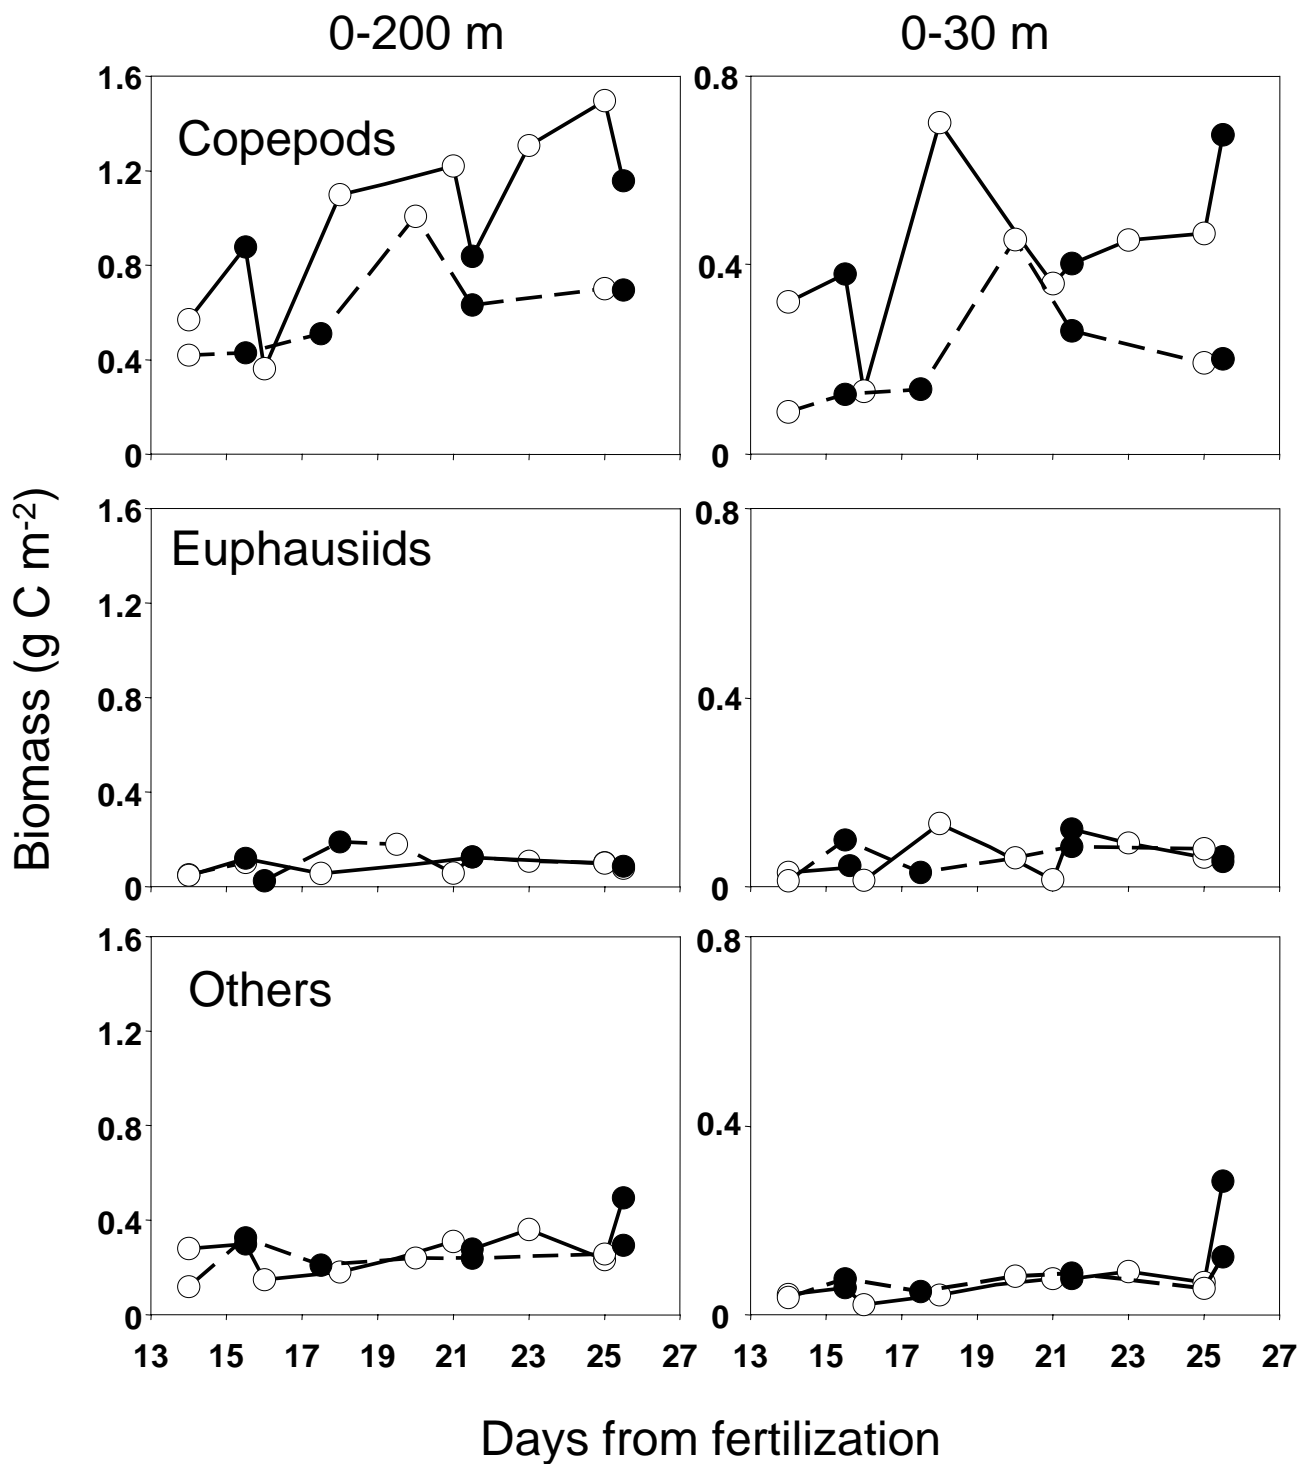 0-200 m 0-30 m
1.6 0.8
Copepods
1.2
0.8 0.4
0.4
0 0
13 15 17 19 21 23 25 27 13 15 17 19 21 23 25 27
1.6 0.8
Euphausiids
1.2
0.8 0.4
0.4
0 0
Biomass (g C m-2)
1.6 0.8
Others
1.2
0.8 0.4
0.4
0 0
Days from fertilization